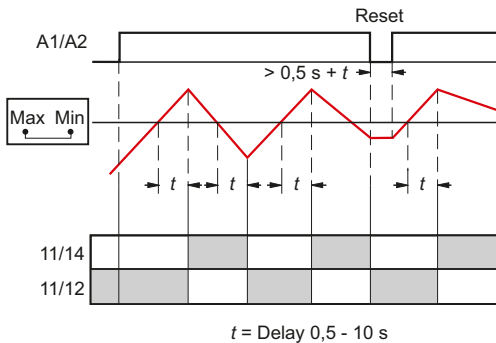 Reset
A1/A2
> 0,5 s + t
Max Min
t t t t
11/14
11/12
t = Delay 0,5 - 10 s